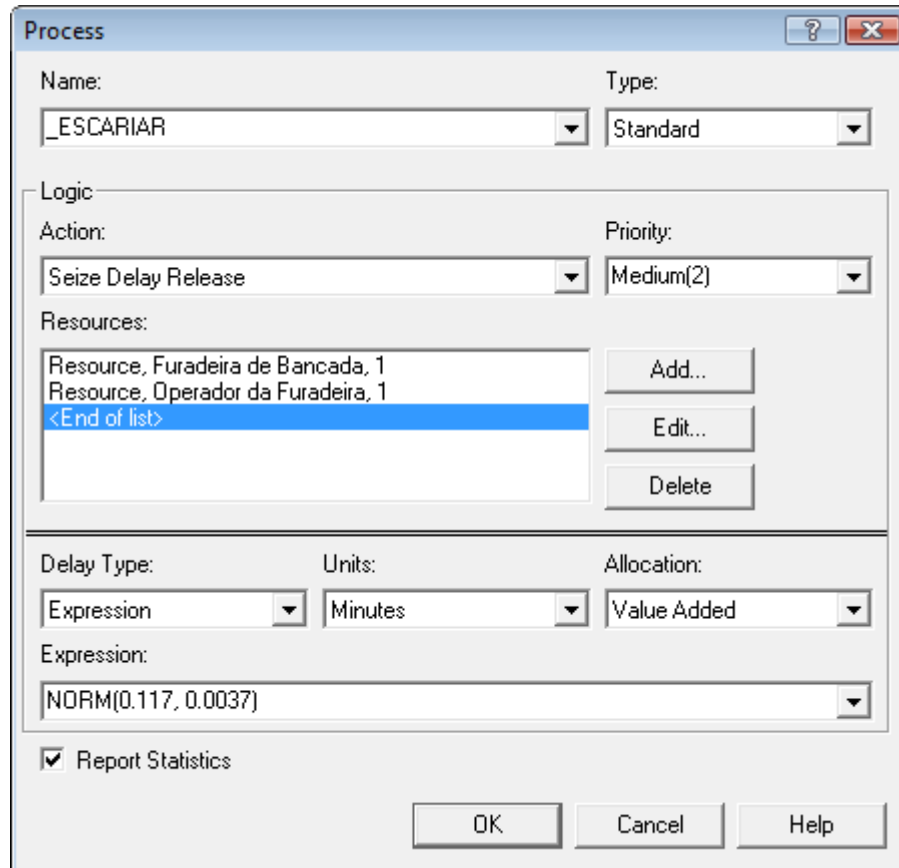 Process
Name: Type:
_ESCARIAR Standard
Logic
Action: Priority:
Seize Delay Release Medium(2)
Resources:
Resource, Furadeira de Bancada, 1
Resource, Operador da Furadeira, 1
<End of list>
Add...
Edit...
Delete
Delay Type: Units: Allocation:
Expression Minutes Value Added
Expression:
NORM(0.117, 0.0037)
Report Statistics
OK Cancel Help